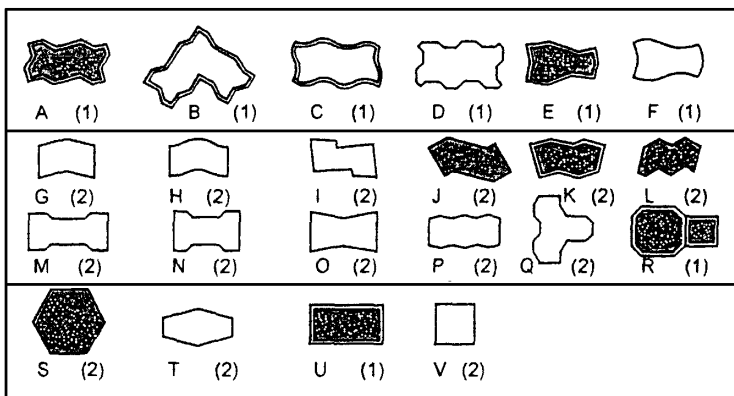 A (1) B (1) C (1) D (1) E (1) F (1)
G (2) H (2) I (2) J (2) K (2) L (2)
M (2) N (2) O (2) P (2) Q (2) R (1)
S (2) T (2) U (1) V (2)